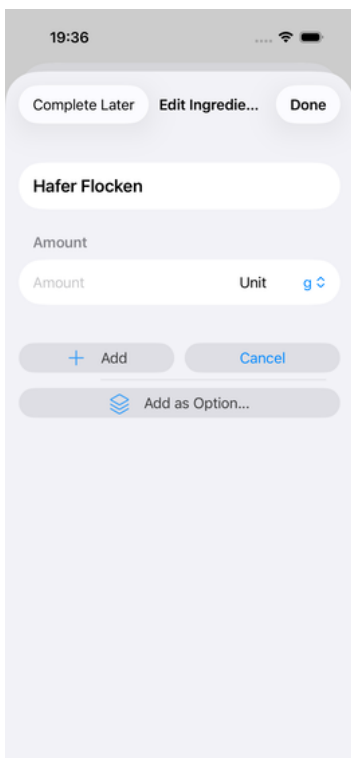 19:36
Complete Later Edit Ingredie... Done
Hafer Flocken
Amount
Amount Unit g
Add Cancel
Add as Option...